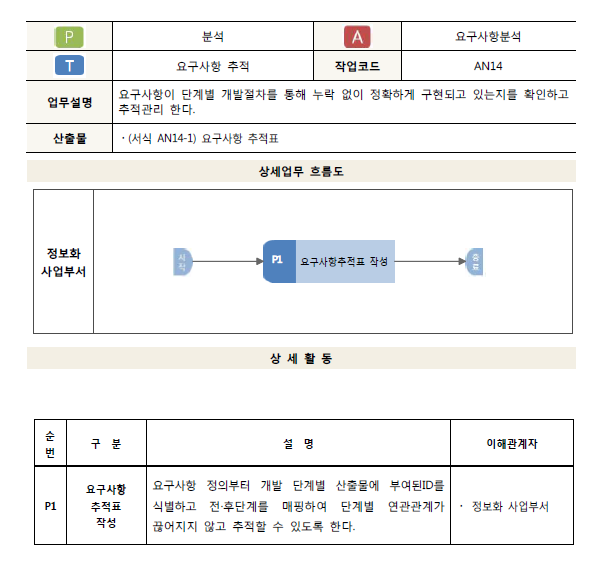 P 분석 A 요구사항분석
T 요구사항 추적 작업코드 AN14
업무설명 요구사항이 단계별 개발절차를 통해 누락 없이 정확하게 구현되고 있는지를 확인하고
추적관리 한다.
산출물 · (서식 AN14-1) 요구사항 추적표
상세업무 흐름도
정보화
사업부서
시
작
P1 요구사항추적표 작성
종
료
상 세 활 동
순
번
구 분
설 명
이해관계자
P1
요구사항
추적표
작성
요구사항 정의부터 개발 단계별 산출물에 부여된ID를
식별하고 전·후단계를 매핑하여 단계별 연관관계가
끊어지지 않고 추적할 수 있도록 한다.
· 정보화 사업부서